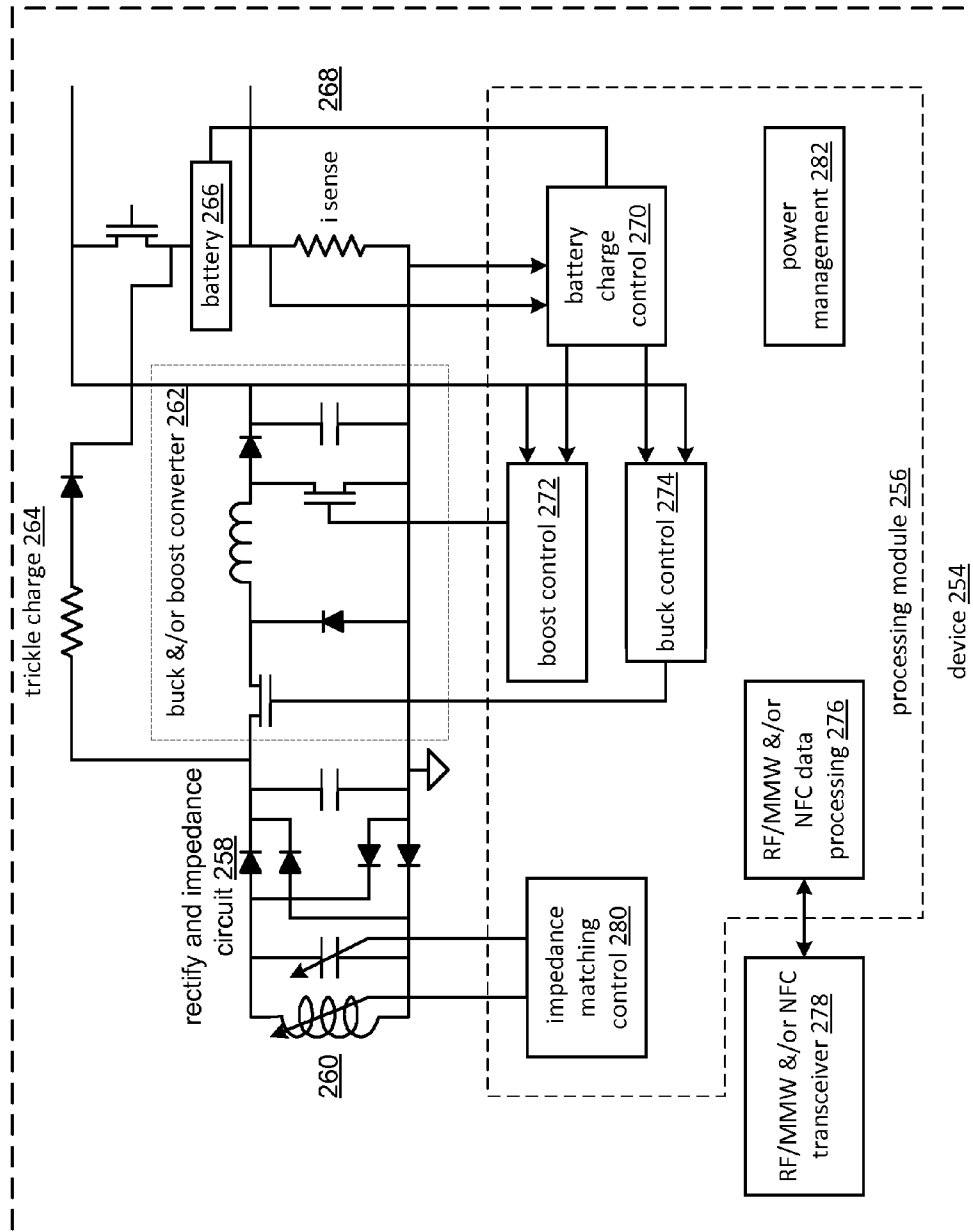 trickle charge 264
buck &/or boost converter 262
rectify and impedance
circuit 258
260
battery 266
268
i sense
impedance
matching
control 280
boost control 272
buck control 274
battery
charge
control 270
power
management 282
RF/MMW &/or NFC
transceiver 278
RF/MMW &/or
NFC data
processing 276
processing module 256
device 254